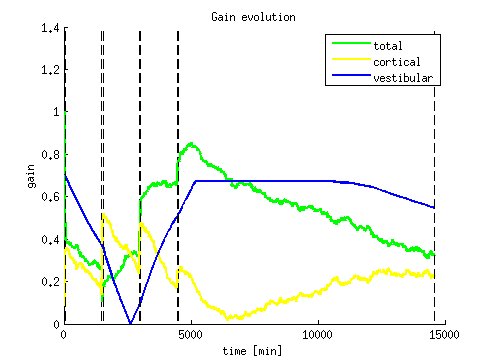 Gain evolution
1.4
1.2
1
0.8
0.6
0.4
0.2
0
gain
total
cortical
vestibular
0 5000 10000 15000
time [min]